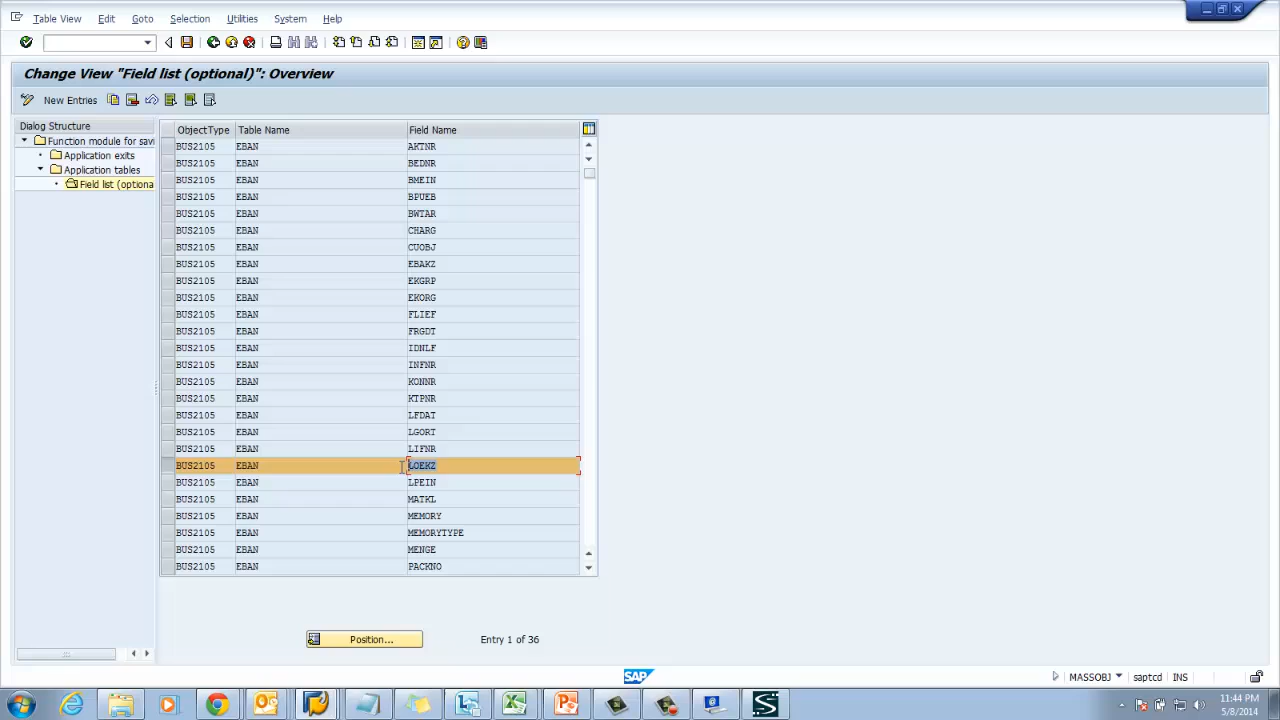 Table View Edit Goto Selection Utilities System Help
Change View "Field list (optional)": Overview
New Entries
Dialog Structure
Function module for savi
Application exits
Application tables
Field list (optiona
ObjectType Table Name Field Name
BUS2105 EBAN AKTNR
BUS2105 EBAN BEDNR
BUS2105 EBAN BMEIN
BUS2105 EBAN BPUEB
BUS2105 EBAN BWTAR
BUS2105 EBAN CHARG
BUS2105 EBAN CUOBJ
BUS2105 EBAN EBAKZ
BUS2105 EBAN EKGRP
BUS2105 EBAN EKORG
BUS2105 EBAN FLIEF
BUS2105 EBAN FRGDT
BUS2105 EBAN IDNLF
BUS2105 EBAN INFNR
BUS2105 EBAN KONNR
BUS2105 EBAN KTPNR
BUS2105 EBAN LFDAT
BUS2105 EBAN LGORT
BUS2105 EBAN LIFNR
BUS2105 EBAN LOEKZ
BUS2105 EBAN LPEIN
BUS2105 EBAN MATKL
BUS2105 EBAN MEMORY
BUS2105 EBAN MEMORYTYPE
BUS2105 EBAN MENGE
BUS2105 EBAN PACKNO
Position... Entry 1 of 36
SAP
MASSOBJ saptcd INS
11:44 PM
5/8/2014